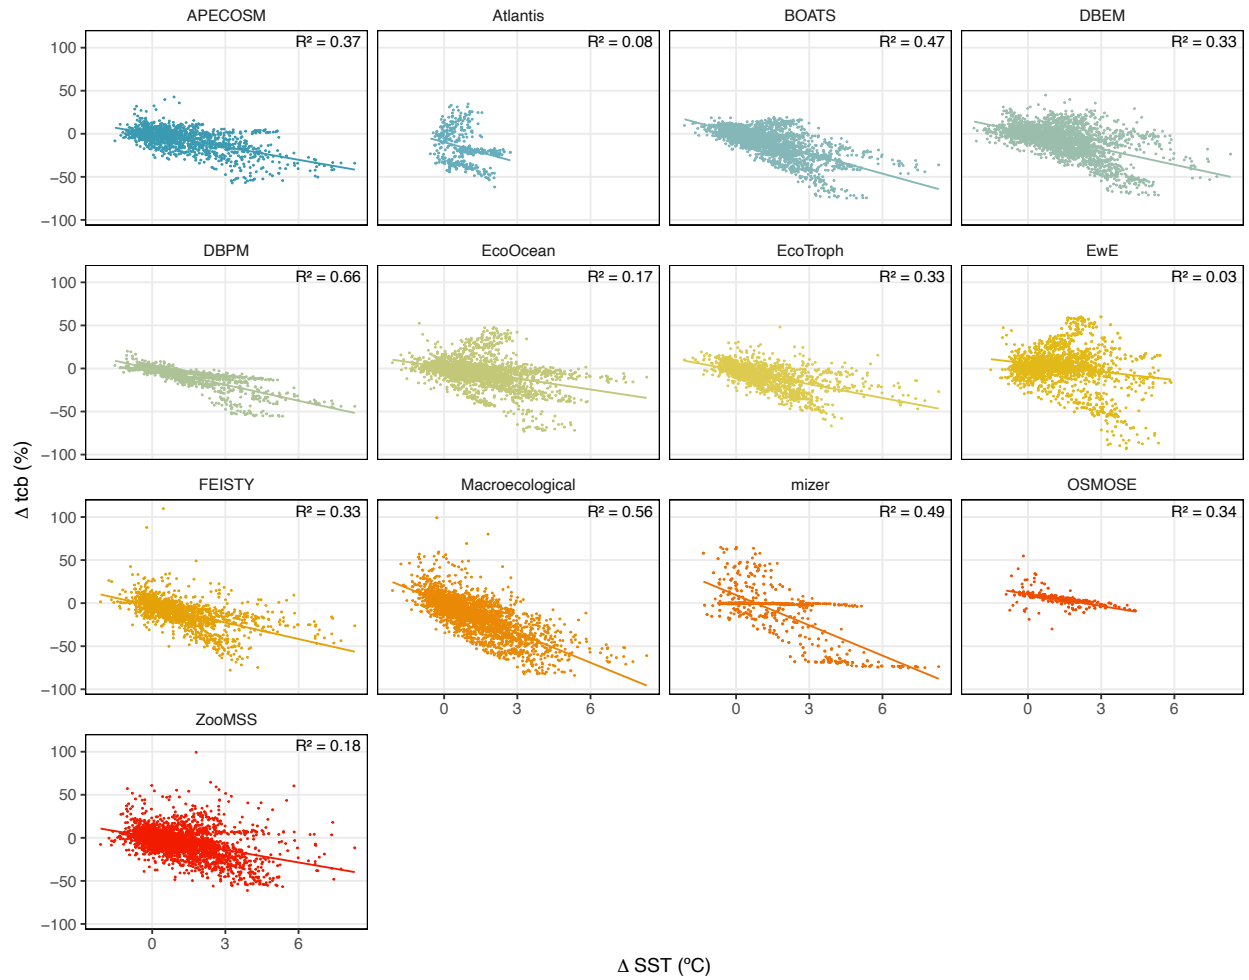 APECOSM Atlantis BOATS DBEM
R² = 0.37 R² = 0.08 R² = 0.47 R² = 0.33
100
50
0
−50
−100
DBPM EcoOcean EcoTroph EwE
R² = 0.66 R² = 0.17 R² = 0.33 R² = 0.03
100
50
0
−50
−100
Δ tcb (%)
FEISTY Macroecological mizer OSMOSE
R² = 0.33 R² = 0.56 R² = 0.49 R² = 0.34
100
50
0
−50
−100
0 3 6 0 3 6 0 3 6
ZooMSS
R² = 0.18
100
50
0
−50
−100
0 3 6
Δ SST (ºC)